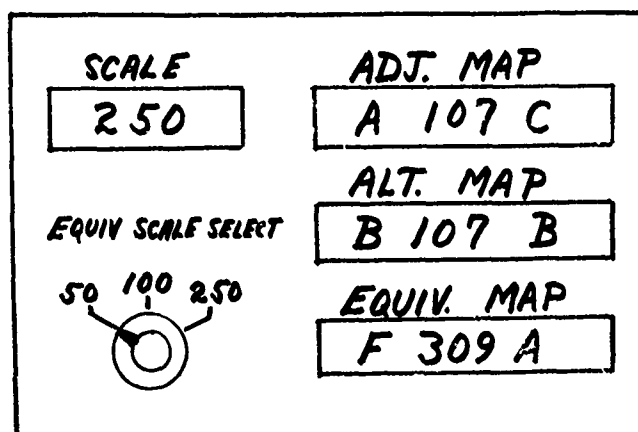 SCALE
250
ADJ. MAP
A 107 C
ALT. MAP
B 107 B
EQUIV SCALE SELECT
50 100 250
EQUIV. MAP
F 309 A